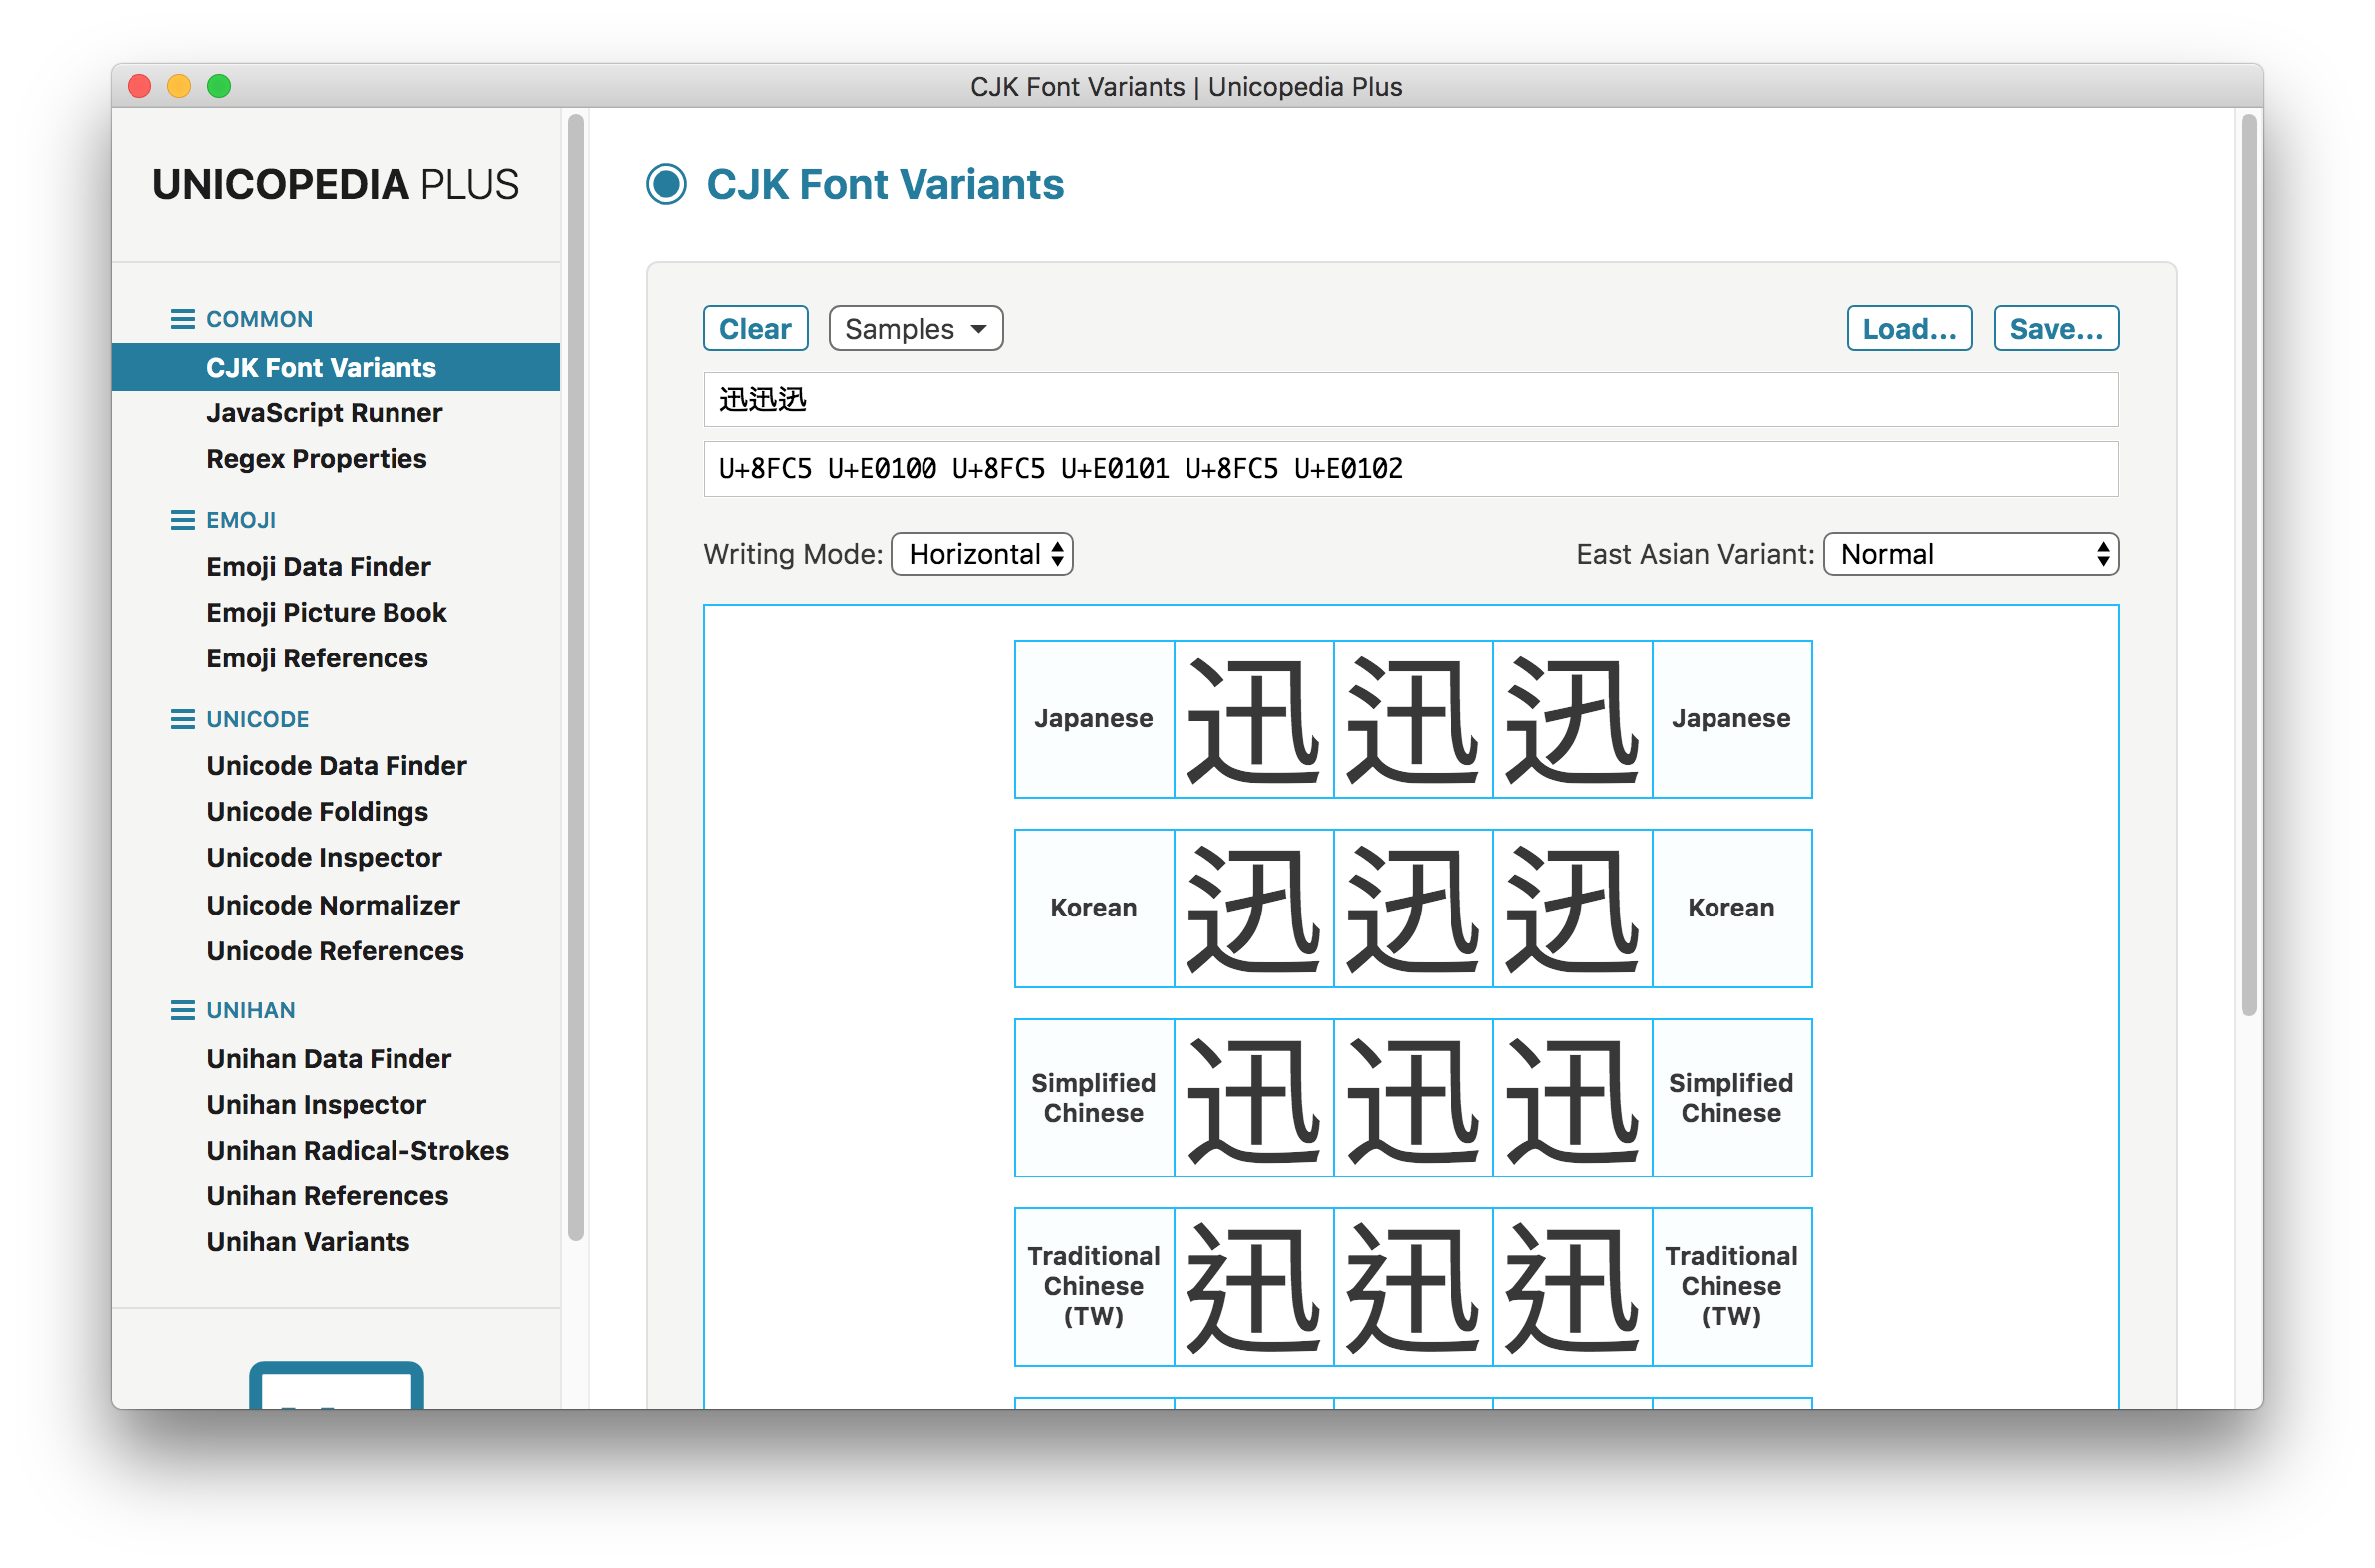 CJK Font Variants | Unicopedia Plus
UNICOPEDIA PLUS
COMMON
CJK Font Variants
JavaScript Runner
Regex Properties
EMOJI
Emoji Data Finder
Emoji Picture Book
Emoji References
UNICODE
Unicode Data Finder
Unicode Foldings
Unicode Inspector
Unicode Normalizer
Unicode References
UNIHAN
Unihan Data Finder
Unihan Inspector
Unihan Radical-Strokes
Unihan References
Unihan Variants
CJK Font Variants
Clear Samples Load... Save...
迅󠄀迅󠄁迅󠄂
U+8FC5 U+E0100 U+8FC5 U+E0101 U+8FC5 U+E0102
Writing Mode: Horizontal East Asian Variant: Normal
Japanese 迅󠄀 迅󠄁 迅󠄂 Japanese
Korean 迅󠄀 迅󠄁 迅󠄂 Korean
Simplified Chinese 迅󠄀 迅󠄁 迅󠄂 Simplified Chinese
Traditional Chinese (TW) 迅󠄀 迅󠄁 迅󠄂 Traditional Chinese (TW)